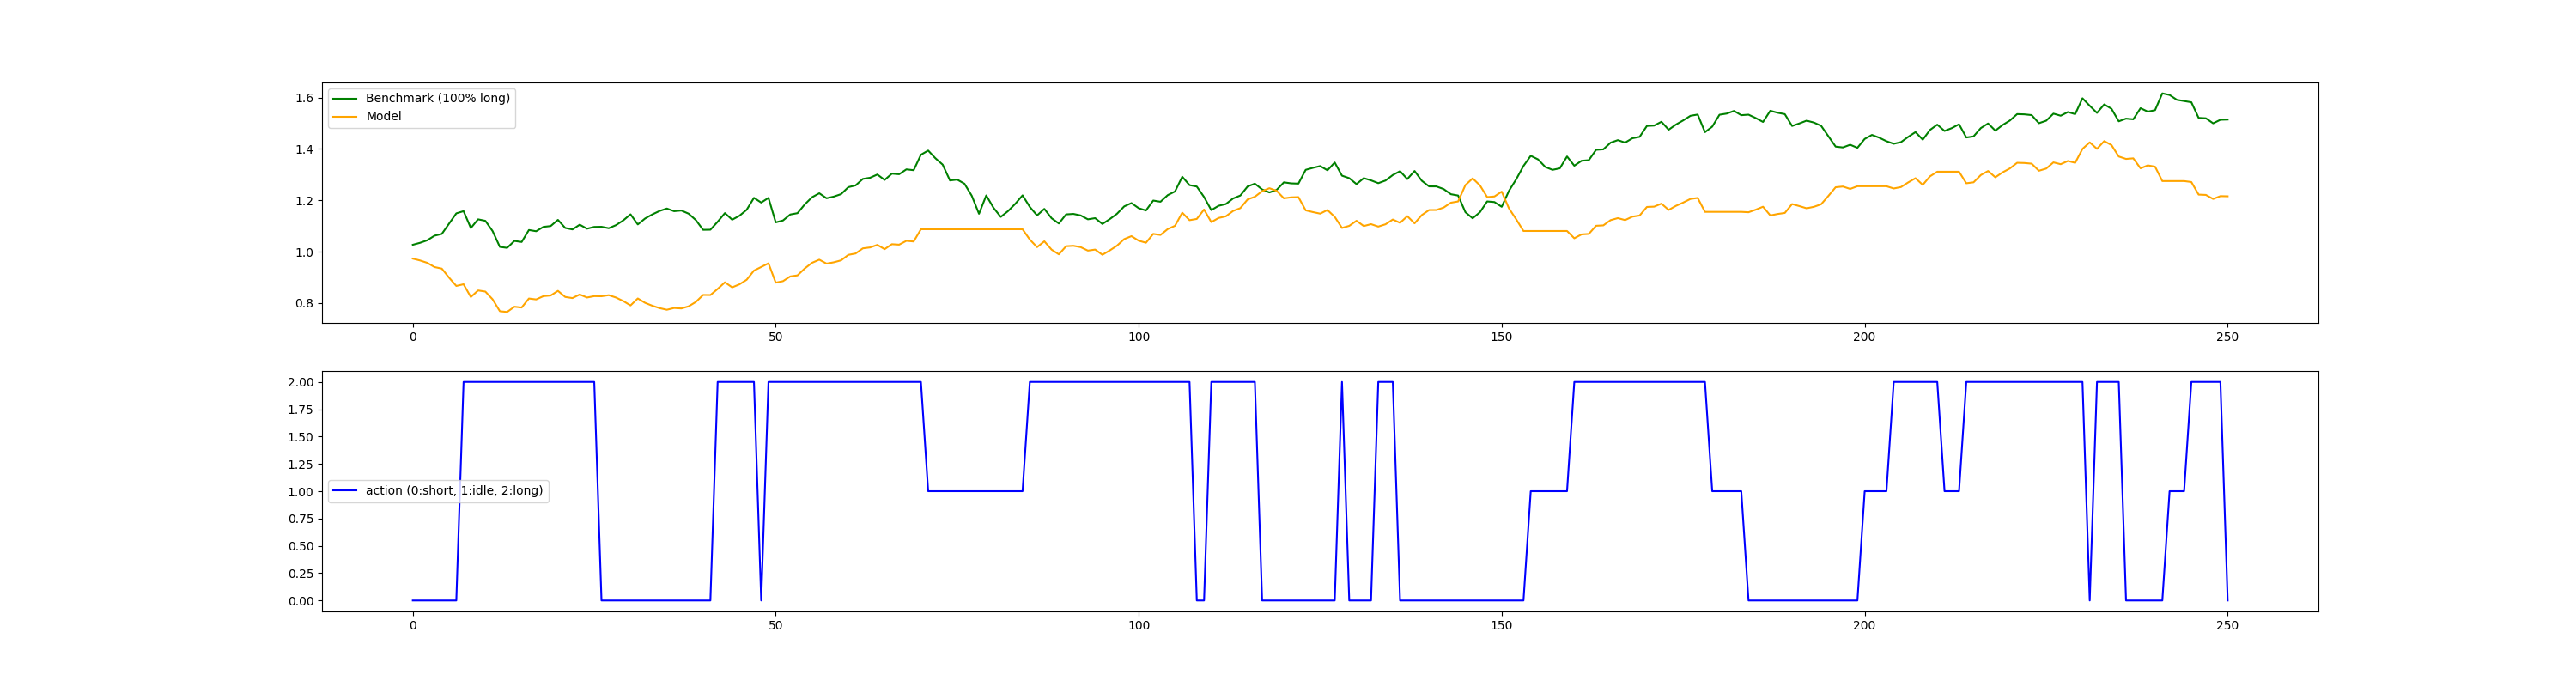 Benchmark (100% long)
Model
1.6
1.4
1.2
1.0
0.8
0 50 100 150 200 250
2.00
1.75
1.50
1.25
1.00
0.75
0.50
0.25
0.00
action (0:short, 1:idle, 2:long)
0 50 100 150 200 250